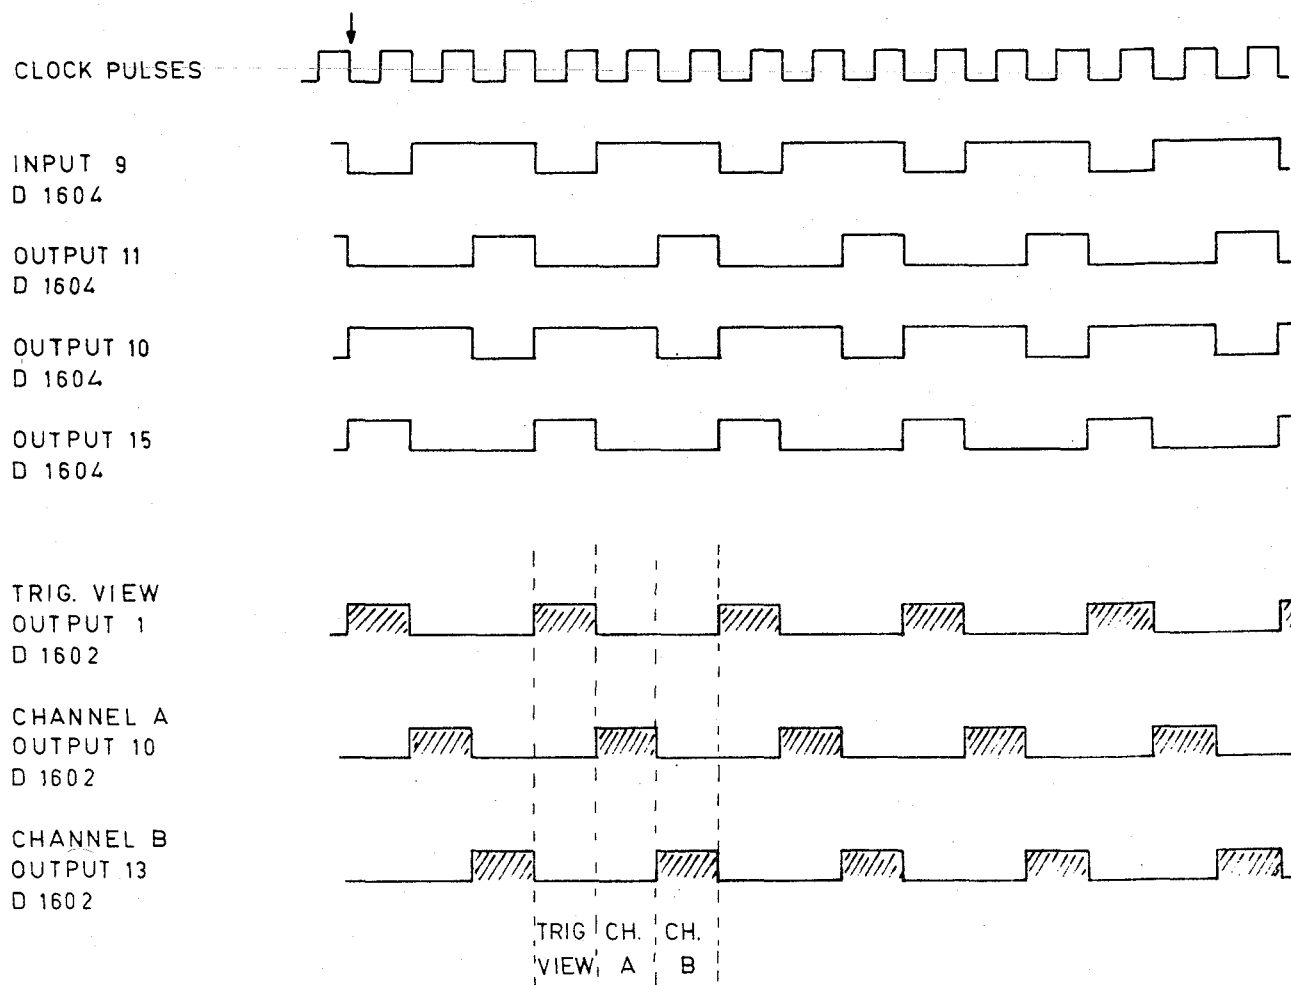 CLOCK PULSES
INPUT 9
D 1604
OUTPUT 11
D 1604
OUTPUT 10
D 1604
OUTPUT 15
D 1604
TRIG. VIEW
OUTPUT 1
D 1602
CHANNEL A
OUTPUT 10
D 1602
CHANNEL B
OUTPUT 13
D 1602
TRIG CH. CH.
VIEW A B